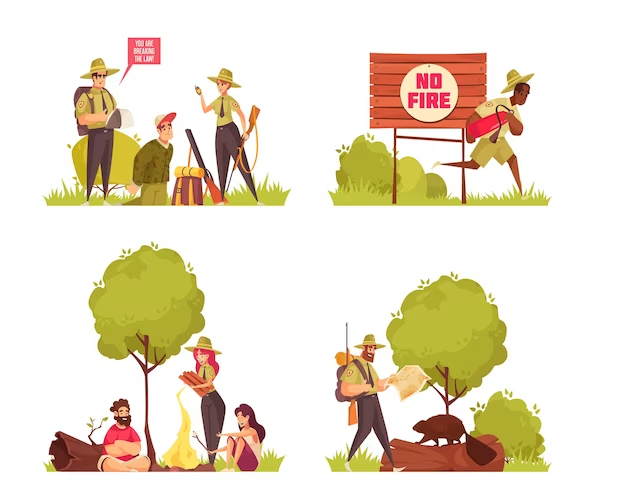 YOU ARE
BREAKING
THE LAW!
NO
FIRE